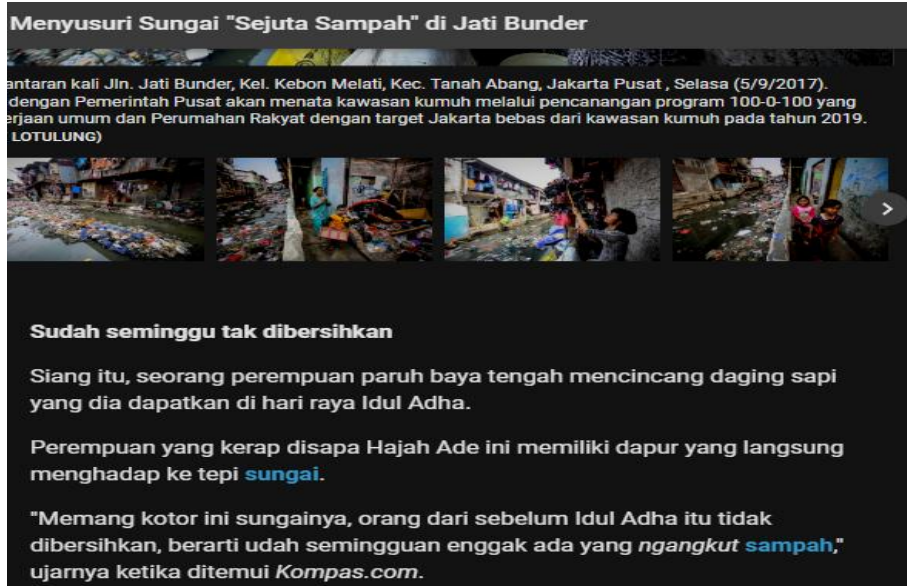 Menyusuri Sungai "Sejuta Sampah" di Jati Bunder
antaran kali Jln. Jati Bunder, Kel. Kebon Melati, Kec. Tanah Abang, Jakarta Pusat , Selasa (5/9/2017).
dengan Pemerintah Pusat akan menata kawasan kumuh melalui pencanangan program 100-0-100 yang
erjaan umum dan Perumahan Rakyat dengan target Jakarta bebas dari kawasan kumuh pada tahun 2019.
LOTULUNG)
Sudah seminggu tak dibersihkan
Siang itu, seorang perempuan paruh baya tengah mencincang daging sapi
yang dia dapatkan di hari raya Idul Adha.
Perempuan yang kerap disapa Hajah Ade ini memiliki dapur yang langsung
menghadap ke tepi sungai.
"Memang kotor ini sungainya, orang dari sebelum Idul Adha itu tidak
dibersihkan, berarti udah semingguan enggak ada yang ngangkut sampah,"
ujarnya ketika ditemui Kompas.com.